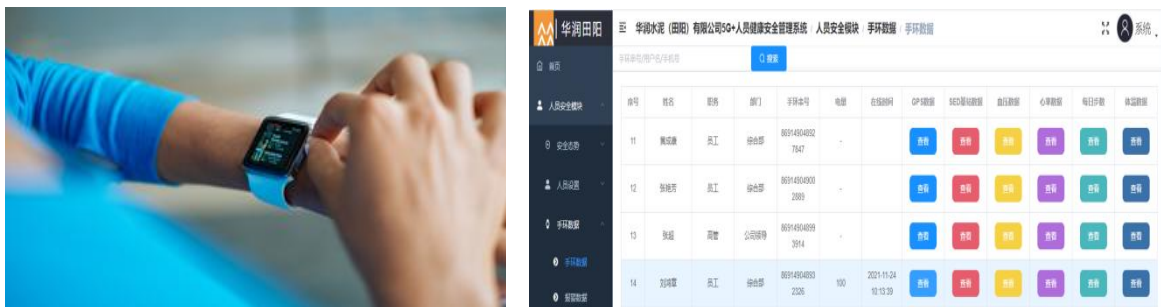 华润田阳
华润水泥（田阳）有限公司5G+人员健康安全管理系统 / 人员安全模块 / 手环数据 / 手环数据
系统
搜索
首页
人员安全模块
安全态势
人员设置
手环数据
手环数据
报警数据
序号 姓名 职务 部门 手环串号 电量 在线时间 GPS数据 血压数据 心率数据 每日步数 体温数据
11 员工 综合部 86914904892 - 查看 查看 查看 查看 查看 查看
7847
12 员工 综合部 86914904900 - 查看 查看 查看 查看 查看 查看
2889
13 张超 高管 公司领导 86914904899 - 查看 查看 查看 查看 查看 查看
3914
14 员工 综合部 86914904893 100 2021-11-24 查看 查看 查看 查看 查看 查看
2326 10:13:39